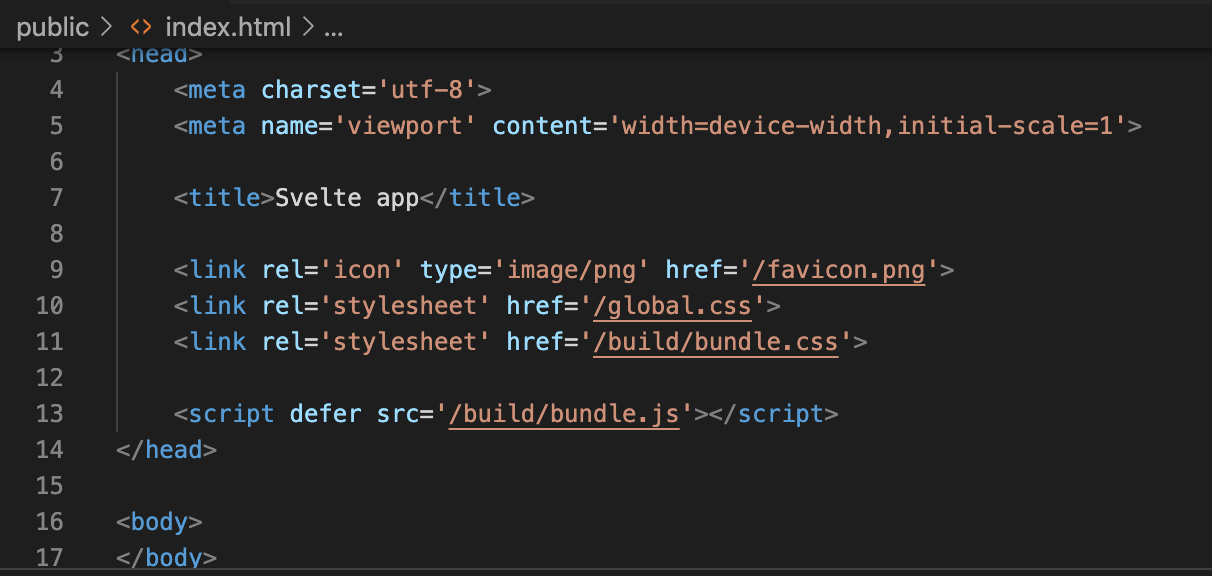 public > <> index.html > ...
3 <head>
4 <meta charset='utf-8'>
5 <meta name='viewport' content='width=device-width,initial-scale=1'>
6
7 <title>Svelte app</title>
8
9 <link rel='icon' type='image/png' href='/favicon.png'>
10 <link rel='stylesheet' href='/global.css'>
11 <link rel='stylesheet' href='/build/bundle.css'>
12
13 <script defer src='/build/bundle.js'></script>
14 </head>
15
16 <body>
17 </body>